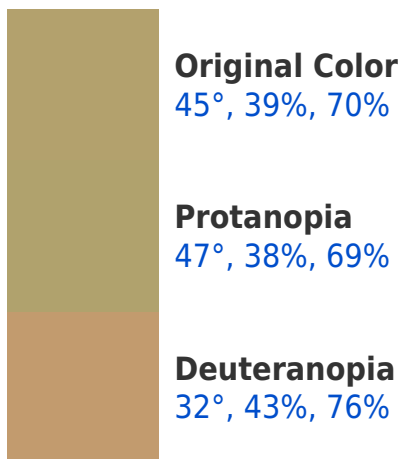 Original Color
45°, 39%, 70%
Protanopia
47°, 38%, 69%
Deuteranopia
32°, 43%, 76%